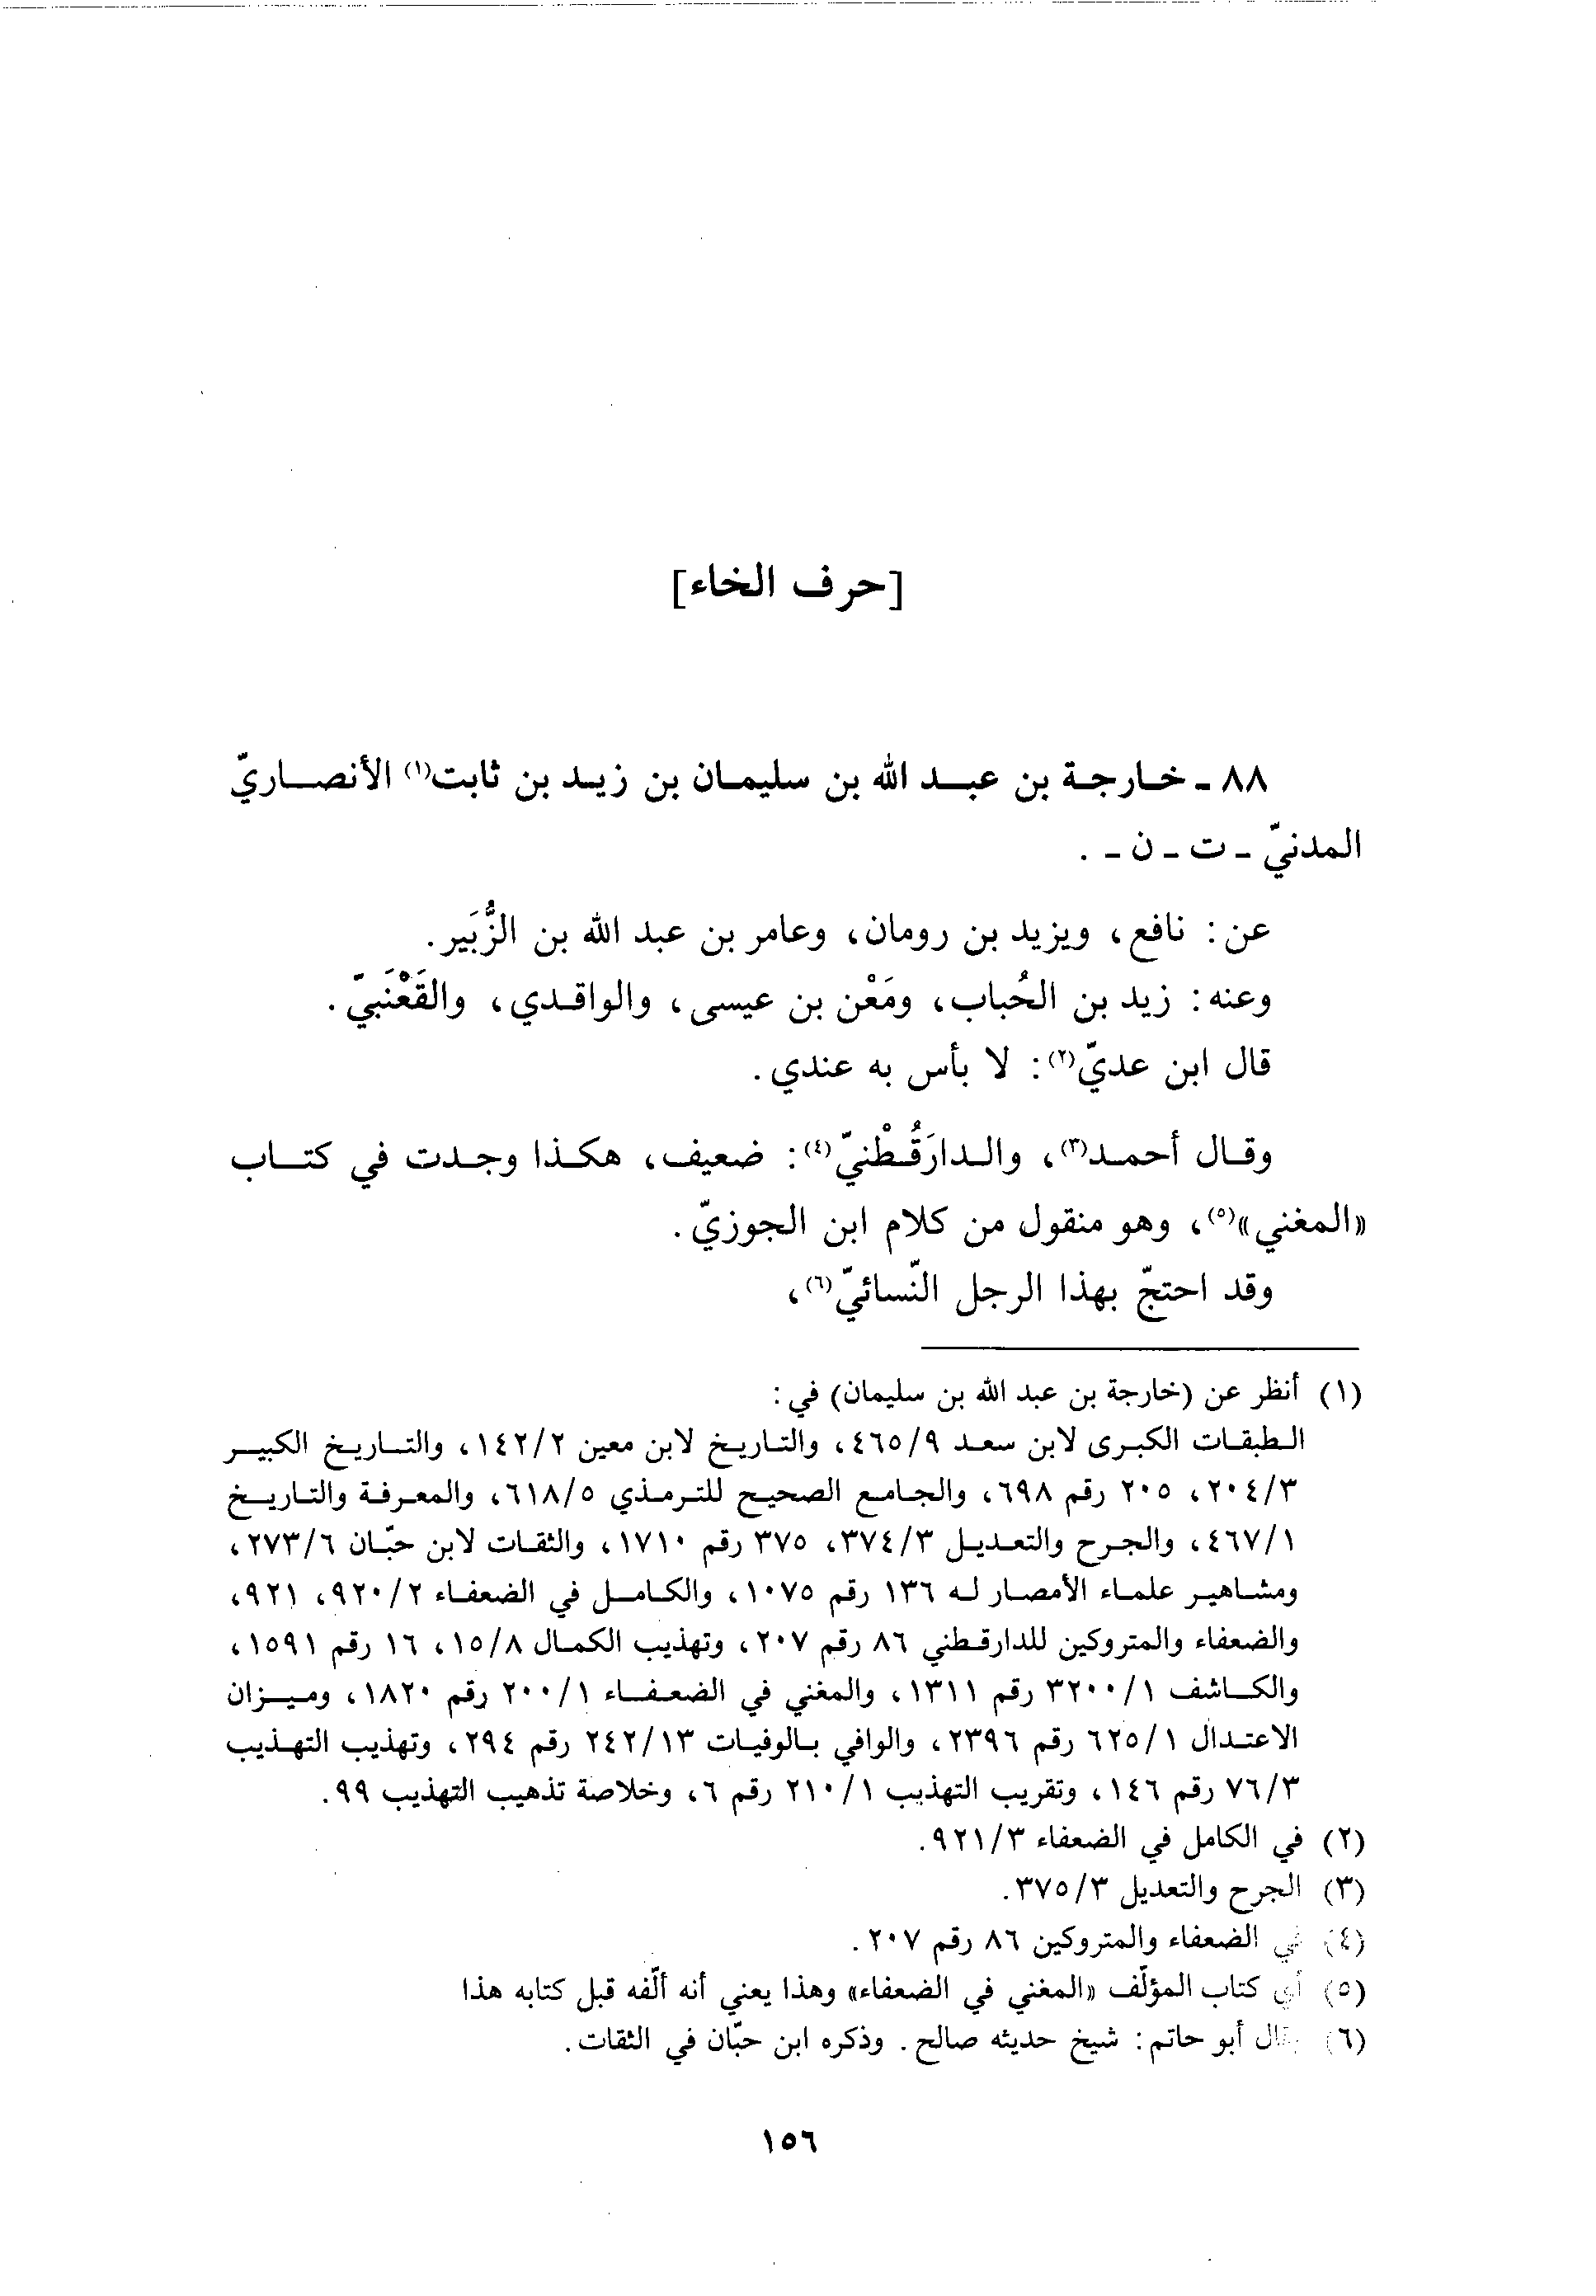 [حرف الخاء]
٨٨ ـ خارجة بن عبد الله بن سليمان بن زيد بن ثابت(١) الأنصاريّ
المدنيّ ـ ت ـ ن ـ .
عن: نافع، ويزيد بن رومان، وعامر بن عبد الله بن الزُّبَير.
وعنه: زيد بن الحُباب، ومَعْن بن عيسى، والواقدي، والقَعْنَبيّ.
قال ابن عديّ(٢): لا بأس به عندي.
وقال أحمد(٣)، والدارَقُطْنيّ(٤): ضعيف، هكذا وجدت في كتاب
«المغني»(٥)، وهو منقول من كلام ابن الجوزيّ.
وقد احتجّ بهذا الرجل النّسائيّ(٦)،
(١) أنظر عن (خارجة بن عبد الله بن سليمان) في:
الطبقات الكبرى لابن سعد ٤٦٥/٩، والتاريخ لابن معين ١٤٢/٢، والتاريخ الكبير
٢٠٤/٣، ٢٠٥ رقم ٦٩٨، والجامع الصحيح للترمذي ٦١٨/٥، والمعرفة والتاريخ
٤٦٧/١، والجرح والتعديل ٣٧٤/٣، ٣٧٥ رقم ١٧١٠، والثقات لابن حبّان ٢٧٣/٦،
ومشاهير علماء الأمصار له ١٣٦ رقم ١٠٧٥، والكامل في الضعفاء ٩٢٠/٢، ٩٢١،
والضعفاء والمتروكين للدارقطني ٨٦ رقم ٢٠٧، وتهذيب الكمال ١٥/٨، ١٦ رقم ١٥٩١،
والكاشف ٣٢٠٠/١ رقم ١٣١١، والمغني في الضعفاء ٢٠٠/١ رقم ١٨٢٠، وميزان
الاعتدال ٦٢٥/١ رقم ٢٣٩٦، والوافي بالوفيات ٢٤٢/١٣ رقم ٢٩٤، وتهذيب التهذيب
٧٦/٣ رقم ١٤٦، وتقريب التهذيب ٢١٠/١ رقم ٦، وخلاصة تذهيب التهذيب ٩٩.
(٢) في الكامل في الضعفاء ٩٢١/٣.
(٣) الجرح والتعديل ٣٧٥/٣.
(٤) في الضعفاء والمتروكين ٨٦ رقم ٢٠٧.
(٥) أي كتاب المؤلّف «المغني في الضعفاء» وهذا يعني أنه ألّفه قبل كتابه هذا
(٦) وقال أبو حاتم: شيخ حديثه صالح. وذكره ابن حبّان في الثقات.
١٥٦